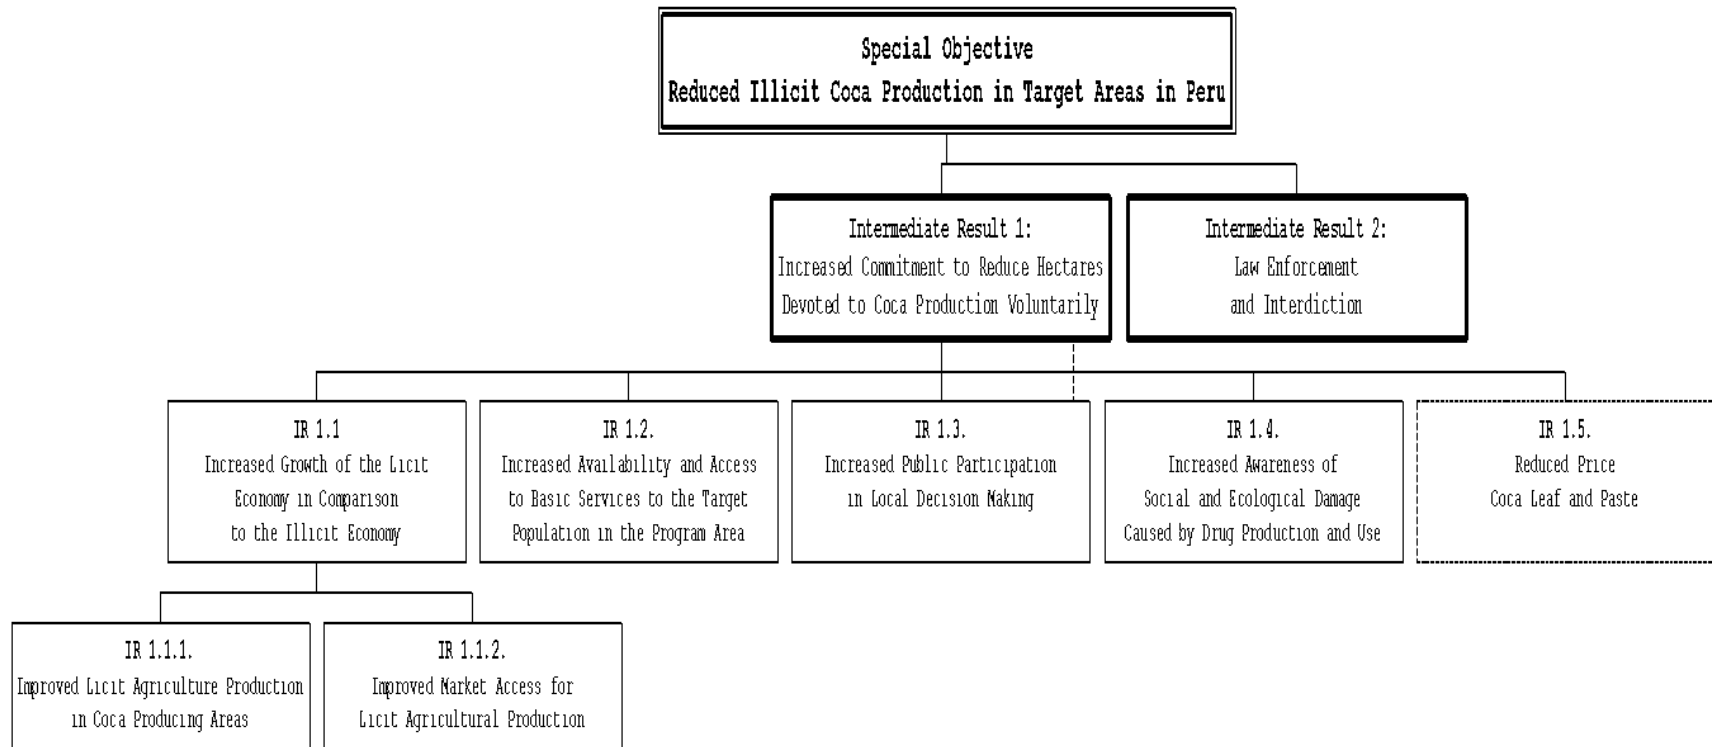 Special Objective
Reduced Illicit Coca Production in Target Areas in Peru
Intermediate Result 1:
Increased Commitment to Reduce Hectares
Devoted to Coca Production Voluntarily
Intermediate Result 2:
Law Enforcement
and Interdiction
IR 1.1
Increased Growth of the Licit
Economy in Comparison
to the Illicit Economy
IR 1.2.
Increased Availability and Access
to Basic Services to the Target
Population in the Program Area
IR 1.3.
Increased Public Participation
in Local Decision Making
IR 1.4.
Increased Awareness of
Social and Ecological Damage
Caused by Drug Production and Use
IR 1.5.
Reduced Price
Coca Leaf and Paste
IR 1.1.1.
Improved Licit Agriculture Production
in Coca Producing Areas
IR 1.1.2.
Improved Market Access for
Licit Agricultural Production